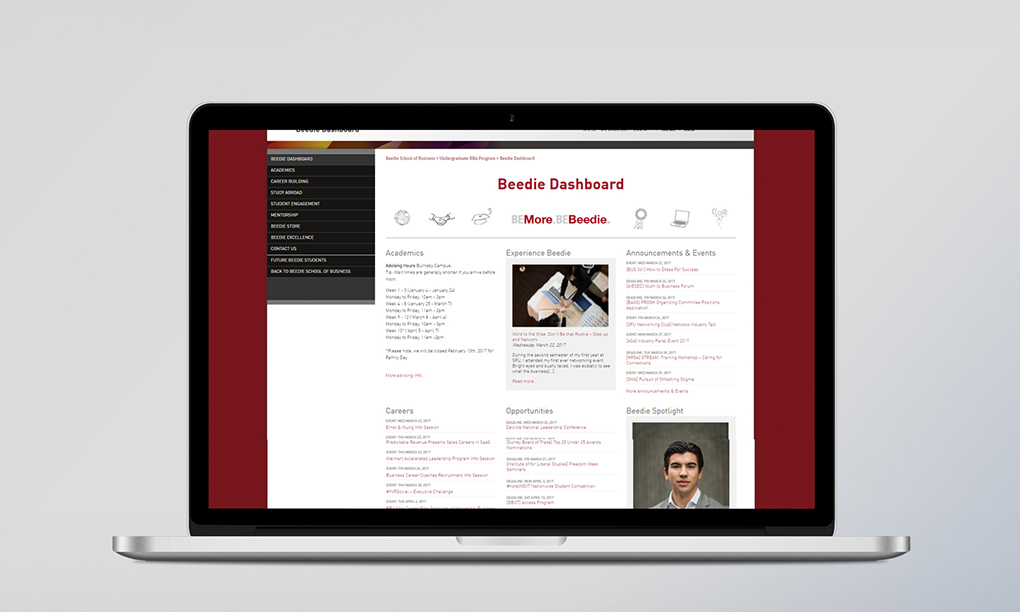 Beedie Dashboard
BEEDIE DASHBOARD
ACADEMICS
CAREER BUILDING
STUDY ABROAD
STUDENT ENGAGEMENT
MENTORSHIP
BEEDIE STORE
BEEDIE EXCELLENCE
CONTACT US
FUTURE BEEDIE STUDENTS
BACK TO BEEDIE SCHOOL OF BUSINESS
Beedie School of Business > Undergraduate BBA Program > Beedie Dashboard
Beedie Dashboard
BEMore.BEBeedie.
Academics
Advising Hours Burnaby Campus
Tip: Wait times are generally shorter if you arrive before
noon.
Week 1 - 3 (January 4 - January 24)
Monday to Friday, 10am - 3pm
Week 4 - 8 (January 25 - March 7)
Monday to Friday, 11am - 2pm
Week 9 - 12 ( March 8 - April 4)
Monday to Friday, 10am - 3pm
Week 13+ ( April 5 - April 7)
Monday to Friday, 11am -2pm
*Please note, we will be closed February 13th, 2017 for
Family Day.
More advising info...
Experience Beedie
Word to the Wise: Don't Be that Rookie – Step up
and Network
Wednesday March 22, 2017
During the second semester of my first year at
SFU, I attended my first ever networking event.
Bright eyed and bushy tailed, I was ecstatic to see
what the business[...]
Read more...
Announcements & Events
EVENT: WED MARCH 22, 2017
[BUS 361] How to Dress For Success
DEADLINE: FRI MARCH 24, 2017
[AIESEC] Youth to Business Forum
DEADLINE: FRI MARCH 24, 2017
[BASS] FROSH Organizing Committee Positions
Application
EVENT: FRI MARCH 24, 2017
[SFU Networking Club] Network Industry Talk
EVENT: MON MARCH 27, 2017
[ASA] Industry Panel Event 2017
DEADLINE: TUE MARCH 28, 2017
[HRSA] STREAM: Training Workshop – Caring for
Connections
EVENT: WED MARCH 29, 2017
[SMA] Pursuit of Smashing Stigma
More Announcements & Events
Careers
EVENT: WED MARCH 22, 2017
Ernst & Young Info Session
EVENT: THU MARCH 23, 2017
Predictable Revenue Presents Sales Careers in SaaS
EVENT: THU MARCH 23, 2017
Walmart Accelerated Leadership Program Info Session
EVENT: FRI MARCH 24, 2017
Business Career Coaches Recruitment Info Session
EVENT: THU MARCH 30, 2017
#YVRSocial – Executive Challenge
EVENT: TUE APRIL 4, 2017
Opportunities
DEADLINE: WED MARCH 22, 2017
Deloitte National Leadership Conference
[Surrey Board of Trade] Top 25 Under 25 Awards
Nominations
DEADLINE: FRI MARCH 31, 2017
[Institute of Liberal Studies] Freedom Week
Seminars
DEADLINE: MON APRIL 3, 2017
#HotelNEXT Nationwide Student Competition
DEADLINE: SAT APRIL 15, 2017
[BBOT] Access Program
Beedie Spotlight